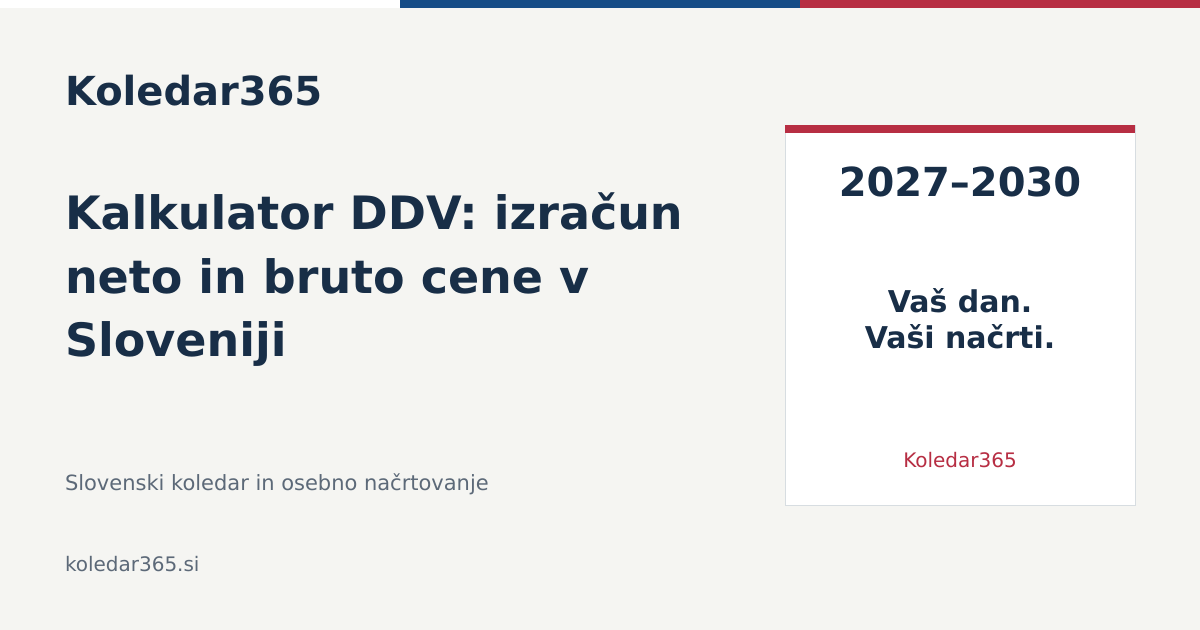 Koledar365
Kalkulator DDV: izračun
neto in bruto cene v
Sloveniji
Slovenski koledar in osebno načrtovanje
koledar365.si
2027–2030
Vaš dan.
Vaši načrti.
Koledar365